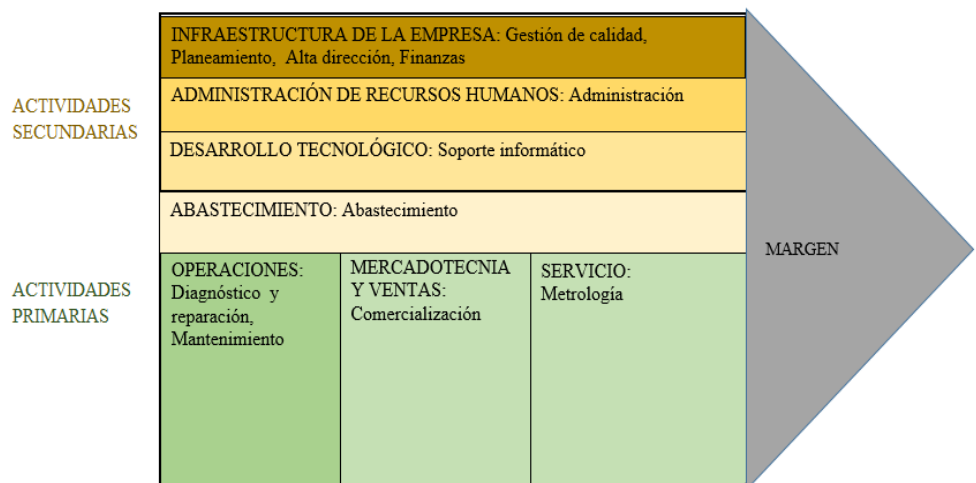 INFRAESTRUCTURA DE LA EMPRESA: Gestión de calidad,
Planeamiento, Alta dirección, Finanzas
ACTIVIDADES
SECUNDARIAS
ADMINISTRACIÓN DE RECURSOS HUMANOS: Administración
DESARROLLO TECNOLÓGICO: Soporte informático
ABASTECIMIENTO: Abastecimiento
MARGEN
ACTIVIDADES
PRIMARIAS
OPERACIONES:
Diagnóstico y
reparación,
Mantenimiento
MERCADOTECNIA
Y VENTAS:
Comercialización
SERVICIO:
Metrología